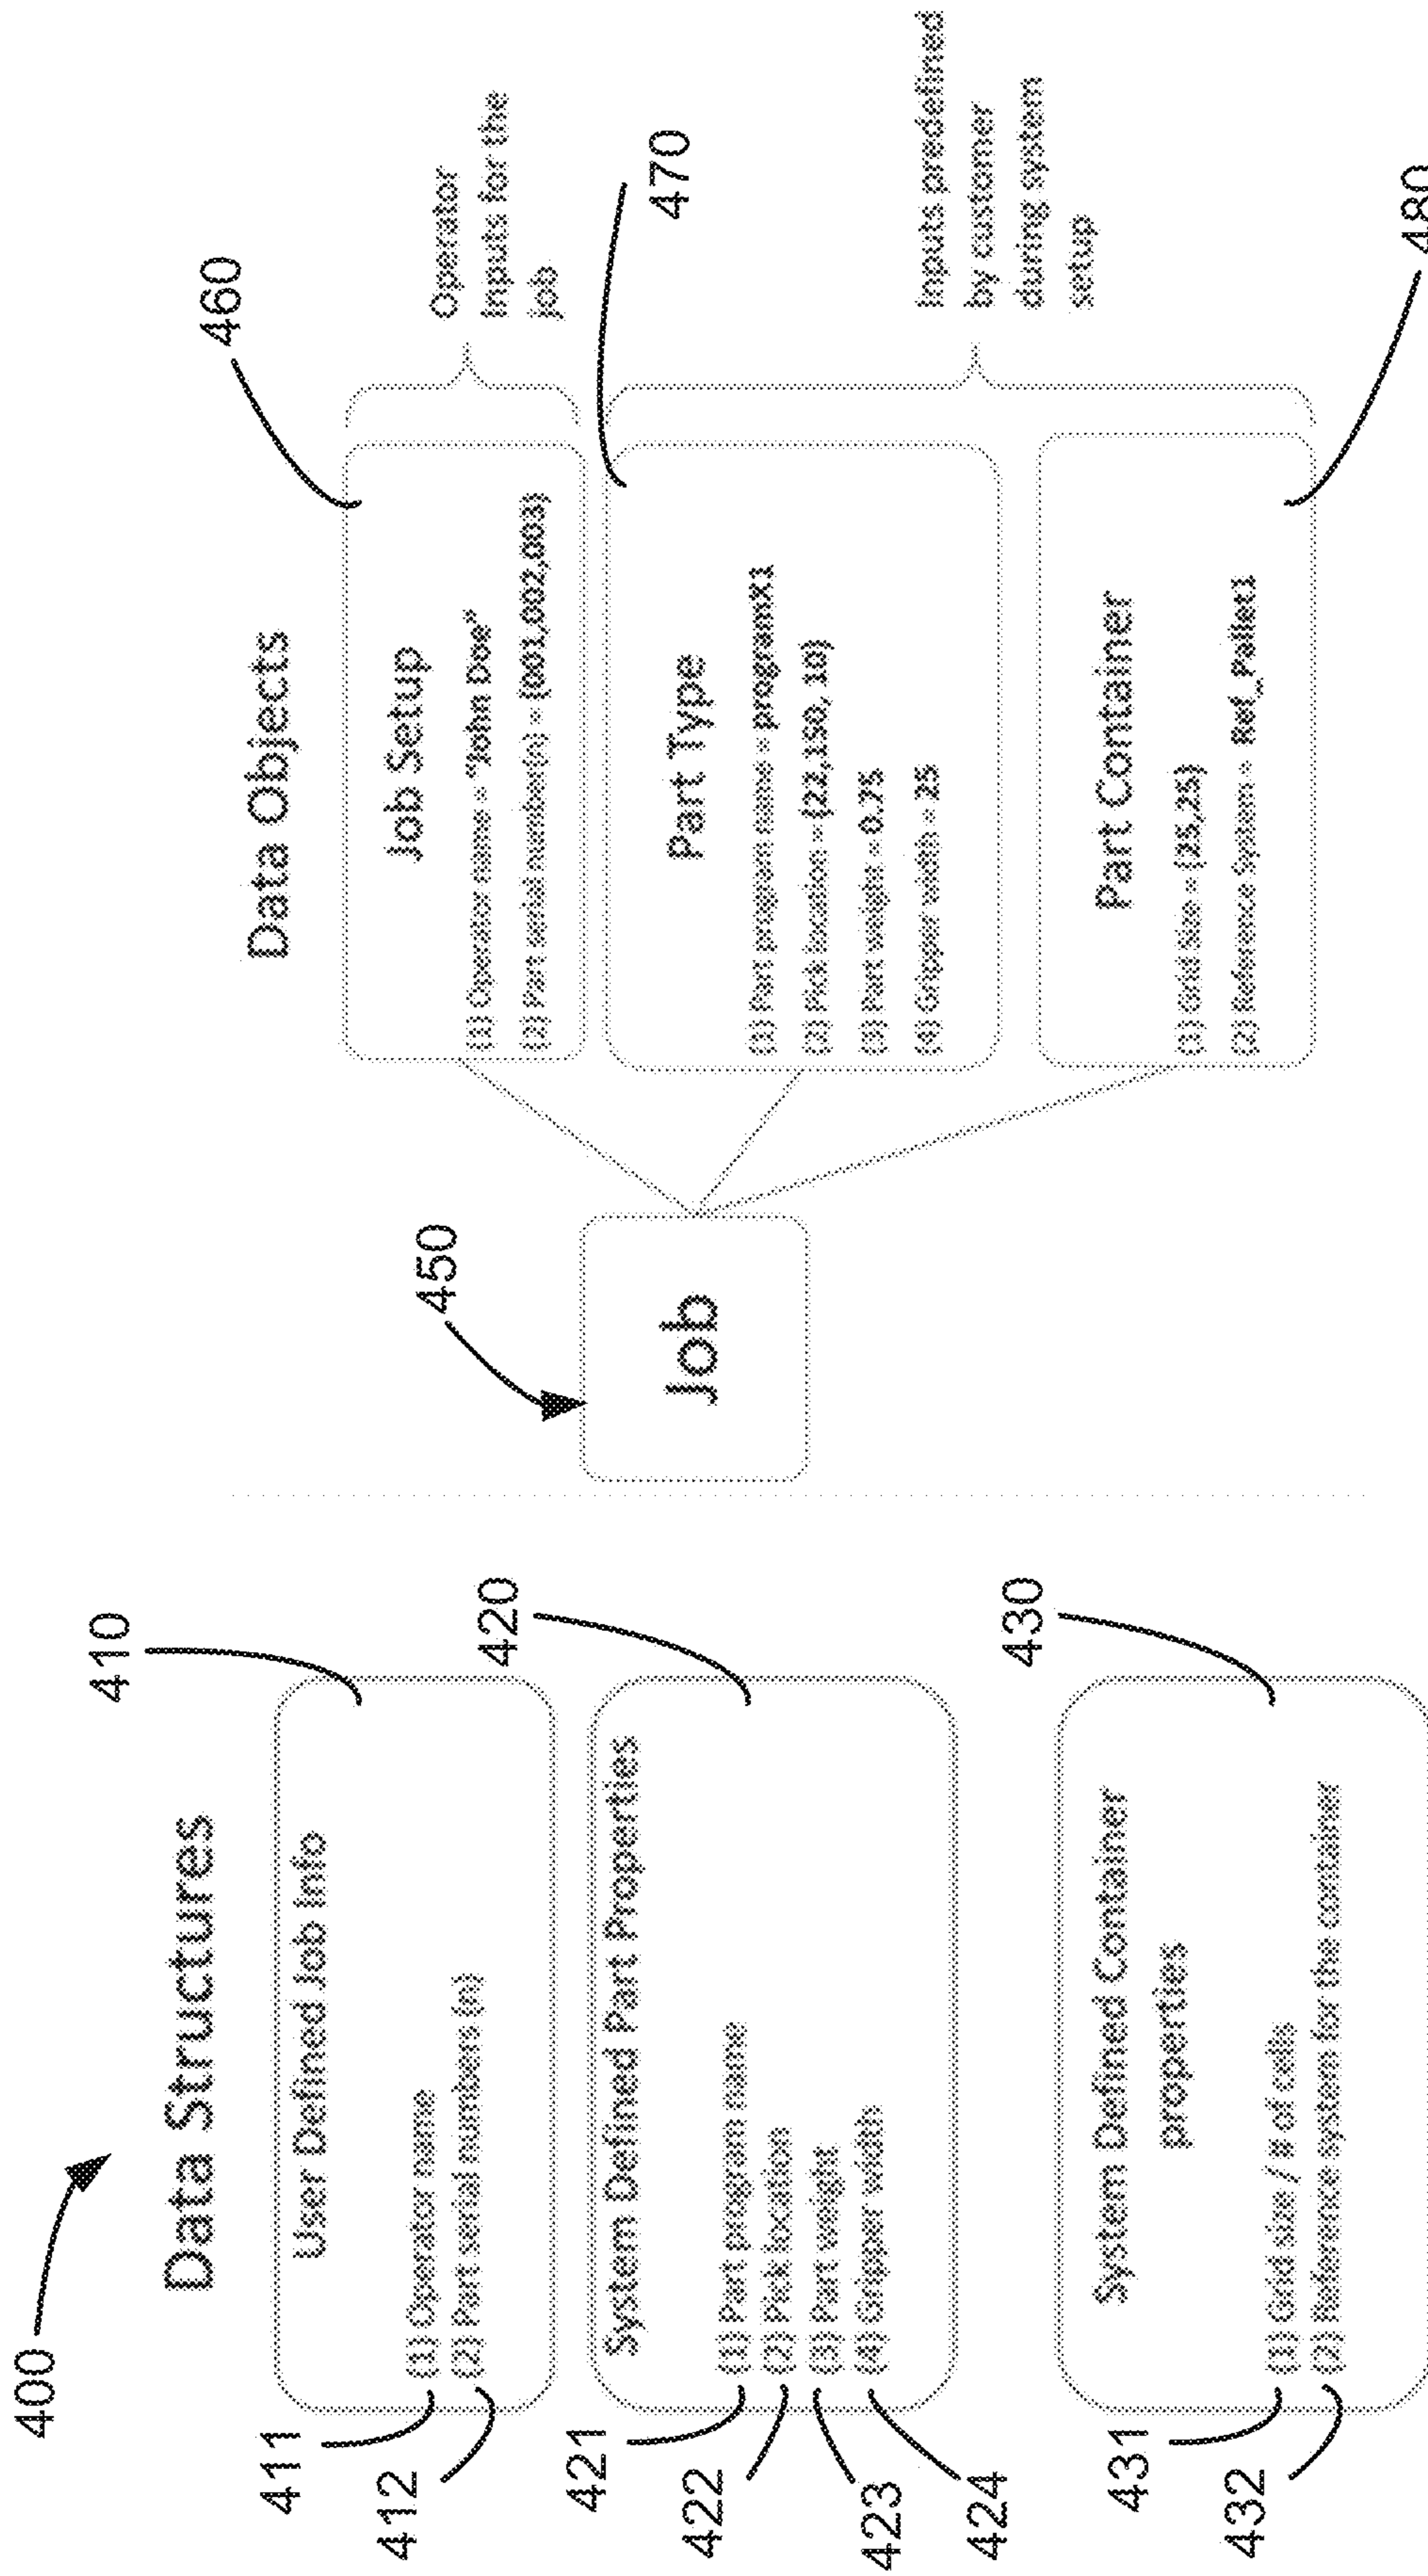 400
Data Structures
410
User Defined Job Info
411
(1) Operator name
412
(2) Part serial numbers (n)
420
System Defined Part Properties
421
(1) Part program name
422
(2) Pick location
423
(3) Part weight
424
(4) Gripper width
430
System Defined Container
properties
431
(1) Grid size / # of cells
432
(2) Reference system for the container
Data Objects
450
Job
460
Job Setup
(1) Operator name = "John Doe"
(2) Part serial number(n) = {001,002,003}
Operator
inputs for the
job
470
Part Type
(1) Part program name = programX1
(2) Pick location = {22,150, 10}
(3) Part weight = 0.75
(4) Gripper width = 25
480
Part Container
(1) Grid Size = {25,25}
(2) Reference System = Ref_Pallet1
Inputs predefined
by customer
during system
setup